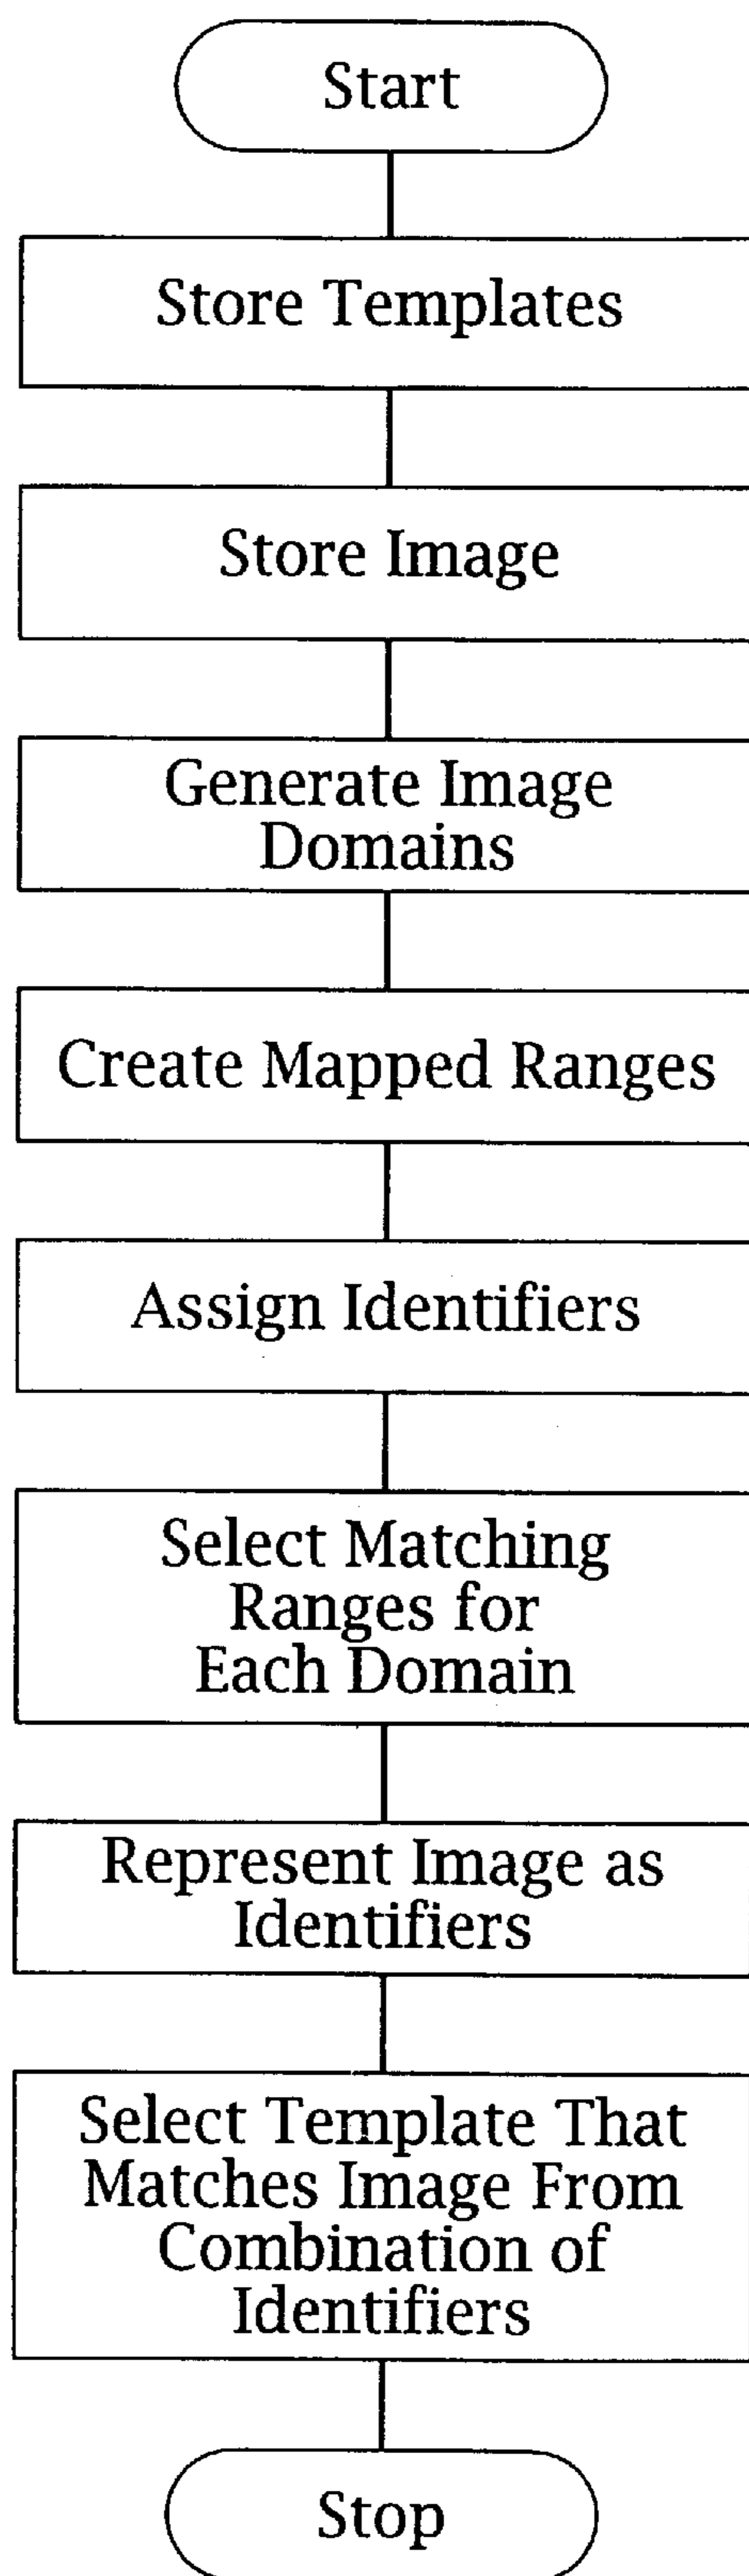 Start
Store Templates
Store Image
Generate Image
Domains
Create Mapped Ranges
Assign Identifiers
Select Matching
Ranges for
Each Domain
Represent Image as
Identifiers
Select Template That
Matches Image From
Combination of
Identifiers
Stop